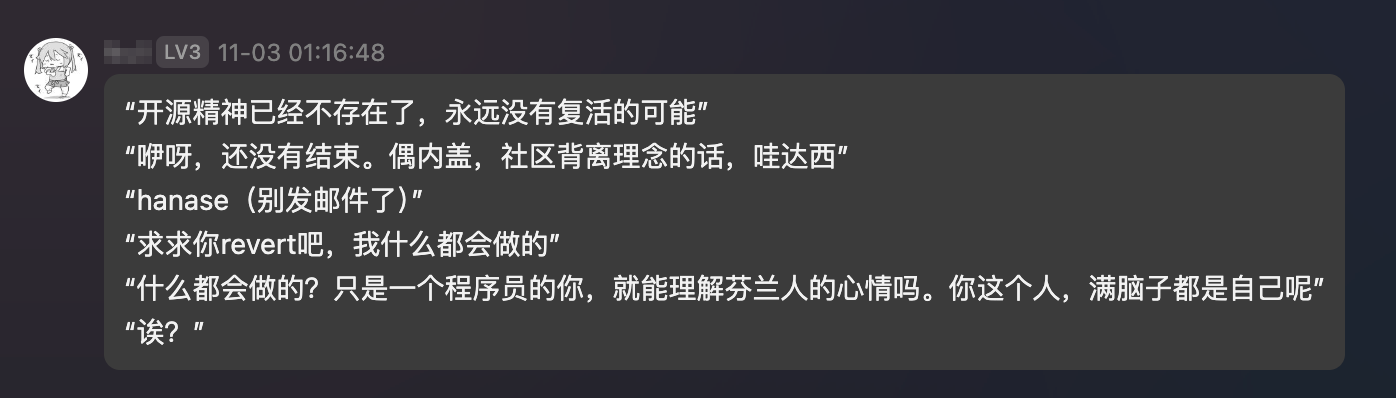 LV3 11-03 01:16:48
“开源精神已经不存在了，永远没有复活的可能”
“咿呀，还没有结束。偶内盖，社区背离理念的话，哇达西”
“hanase（别发邮件了）”
“求求你revert吧，我什么都会做的”
“什么都会做的？只是一个程序员的你，就能理解芬兰人的心情吗。你这个人，满脑子都是自己呢”
“诶？”